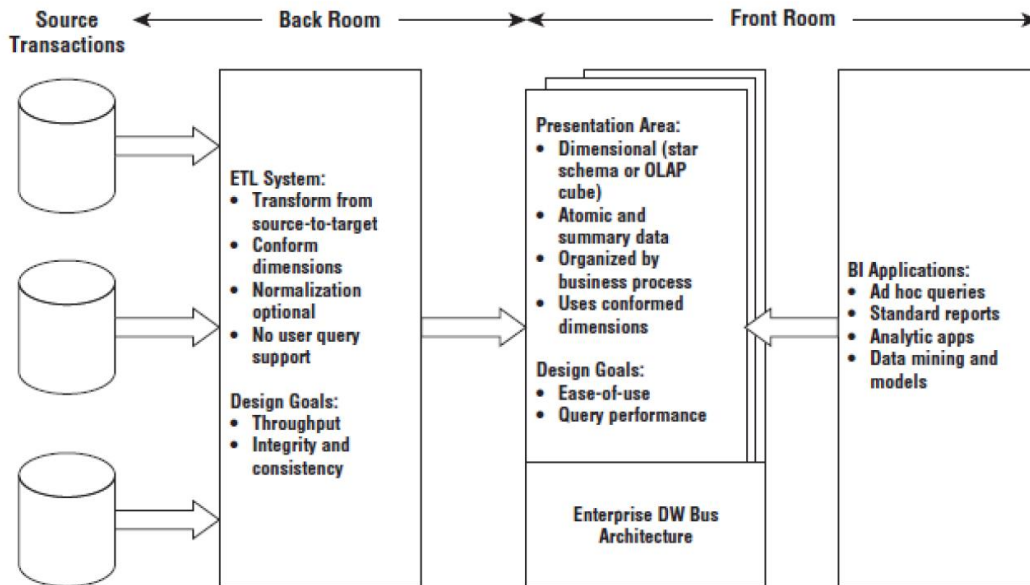 Source
Transactions
Back Room
Front Room
ETL System:
• Transform from
source-to-target
• Conform
dimensions
• Normalization
optional
• No user query
support
Design Goals:
• Throughput
• Integrity and
consistency
Presentation Area:
• Dimensional (star
schema or OLAP
cube)
• Atomic and
summary data
• Organized by
business process
• Uses conformed
dimensions
Design Goals:
• Ease-of-use
• Query performance
Enterprise DW Bus
Architecture
BI Applications:
• Ad hoc queries
• Standard reports
• Analytic apps
• Data mining and
models